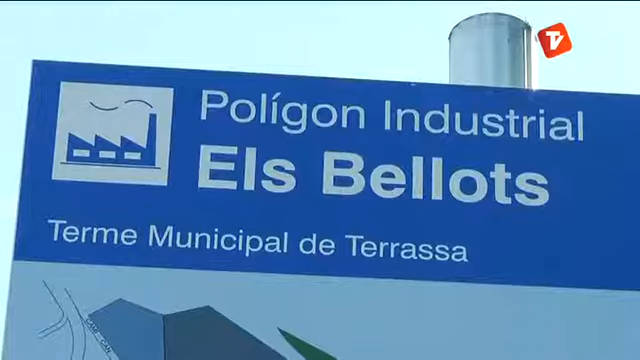 Polígon Industrial
Els Bellots
Terme Municipal de Terrassa